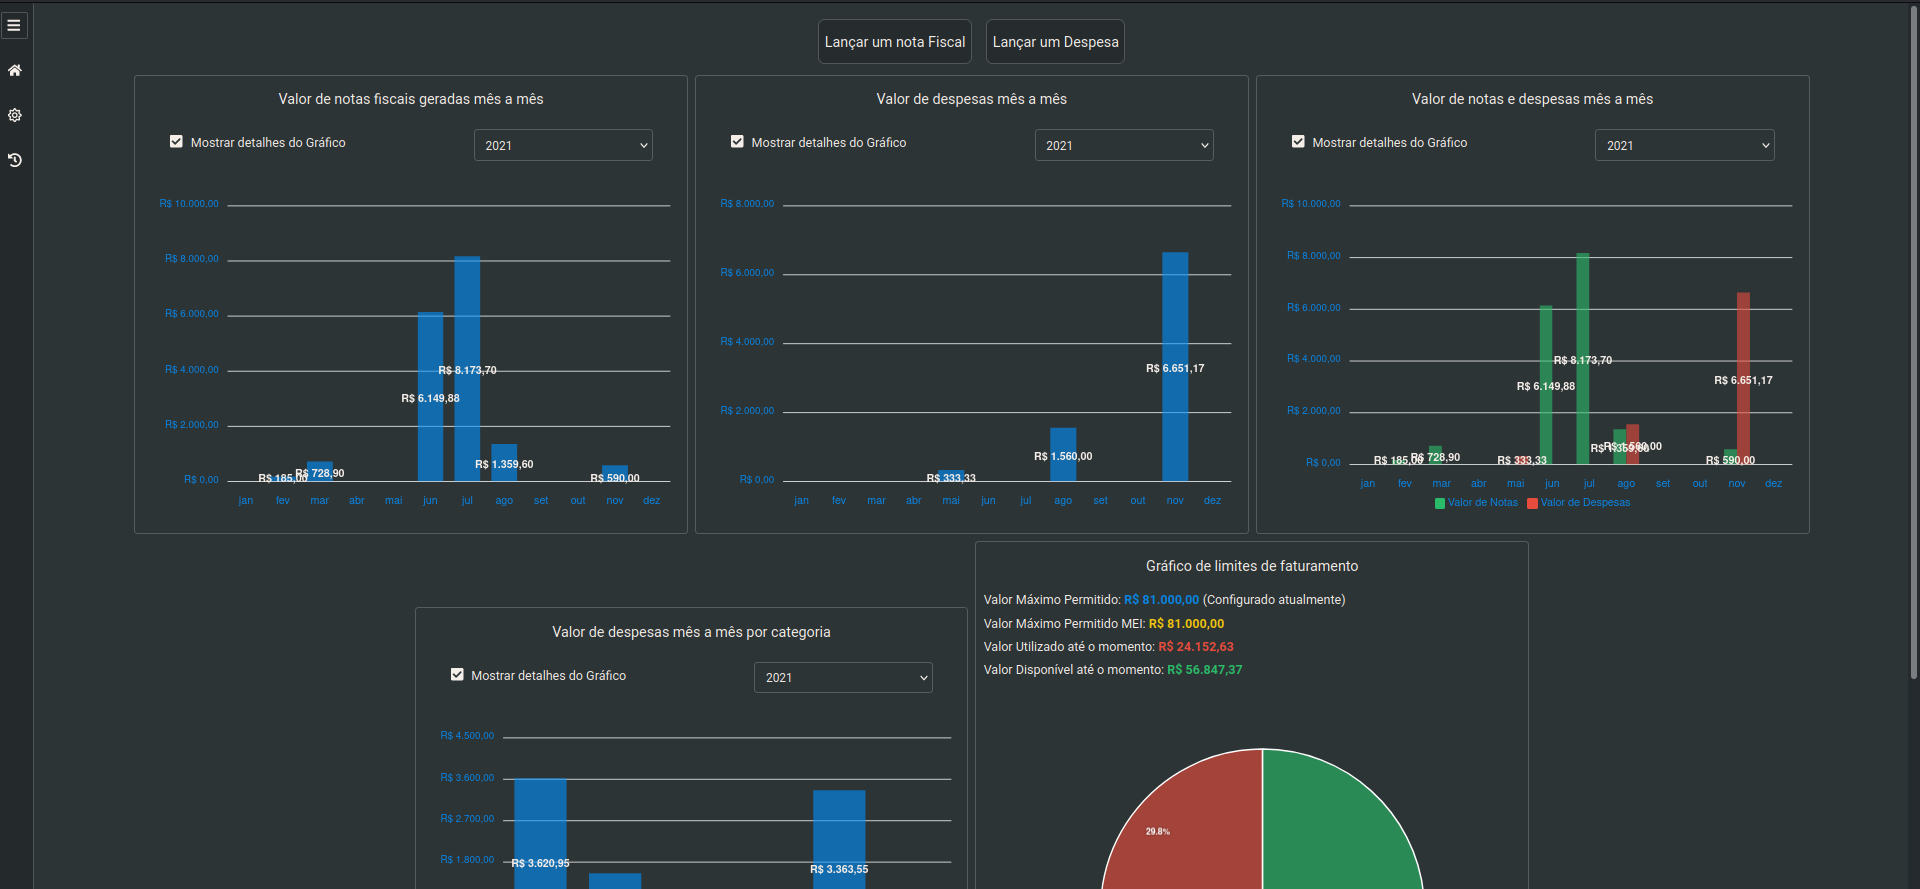 Lançar um nota Fiscal
Lançar um Despesa
Valor de notas fiscais geradas mês a mês
Mostrar detalhes do Gráfico
2021
R$ 10.000,00
R$ 8.000,00
R$ 6.000,00
R$ 4.000,00
R$ 2.000,00
R$ 0,00
R$ 185,00
R$ 728,90
R$ 6.149,88
R$ 8.173,70
R$ 1.359,60
R$ 590,00
jan fev mar abr mai jun jul ago set out nov dez
Valor de despesas mês a mês
Mostrar detalhes do Gráfico
2021
R$ 8.000,00
R$ 6.000,00
R$ 4.000,00
R$ 2.000,00
R$ 0,00
R$ 333,33
R$ 1.560,00
R$ 6.651,17
jan fev mar abr mai jun jul ago set out nov dez
Valor de notas e despesas mês a mês
Mostrar detalhes do Gráfico
2021
R$ 10.000,00
R$ 8.000,00
R$ 6.000,00
R$ 4.000,00
R$ 2.000,00
R$ 0,00
R$ 185,00
R$ 728,90
R$ 333,33
R$ 6.149,88
R$ 8.173,70
R$ 1.359,60
R$ 1.560,00
R$ 590,00
R$ 6.651,17
jan fev mar abr mai jun jul ago set out nov dez
Valor de Notas Valor de Despesas
Valor de despesas mês a mês por categoria
Mostrar detalhes do Gráfico
2021
R$ 4.500,00
R$ 3.600,00
R$ 2.700,00
R$ 1.800,00
R$ 3.620,95
R$ 3.363,55
Gráfico de limites de faturamento
Valor Máximo Permitido: R$ 81.000,00 (Configurado atualmente)
Valor Máximo Permitido MEI: R$ 81.000,00
Valor Utilizado até o momento: R$ 24.152,63
Valor Disponível até o momento: R$ 56.847,37
29.8%